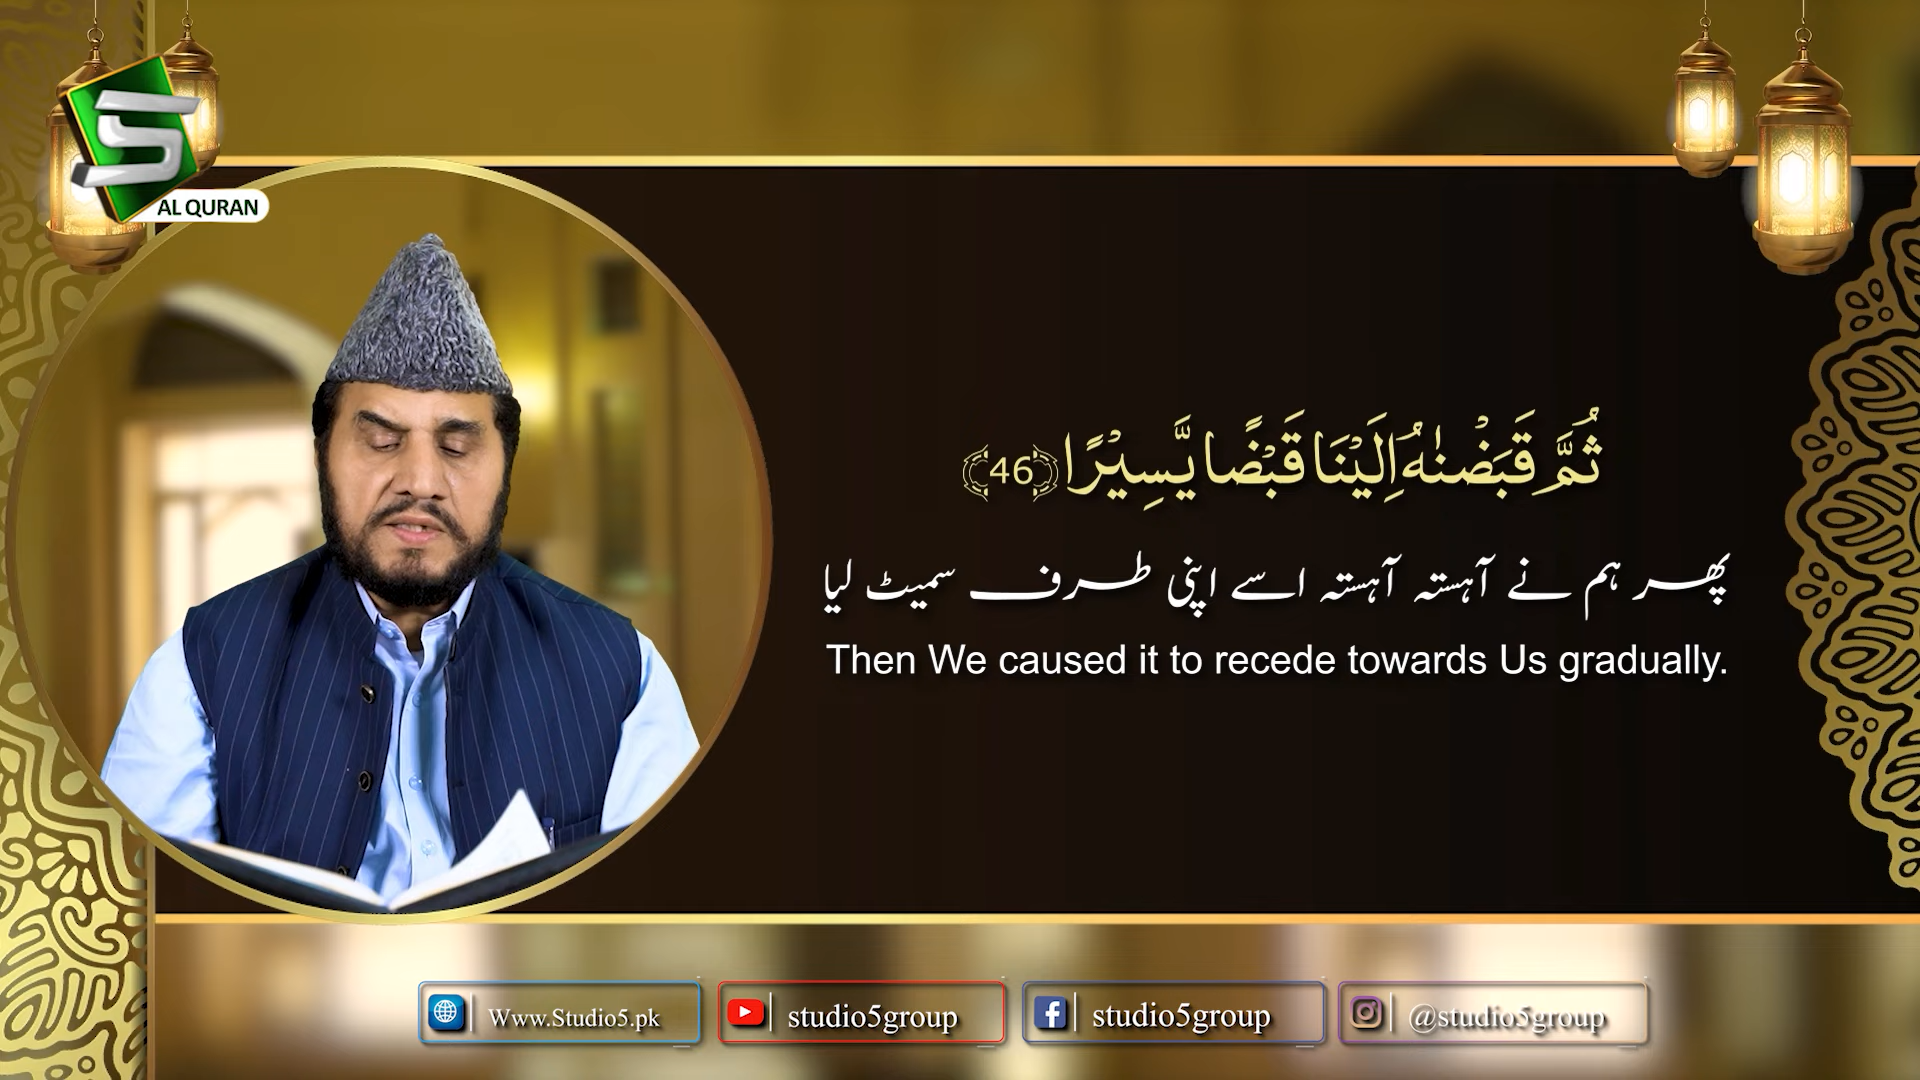 AL QURAN
ثُمَّ قَبَضْنٰهُ اِلَیْنَا قَبْضًا یَّسِیْرًا ﴿46﴾
پھر ہم نے آہستہ آہستہ اسے اپنی طرف سمیٹ لیا
Then We caused it to recede towards Us gradually.
Www.Studio5.pk
studio5group
studio5group
@studio5group